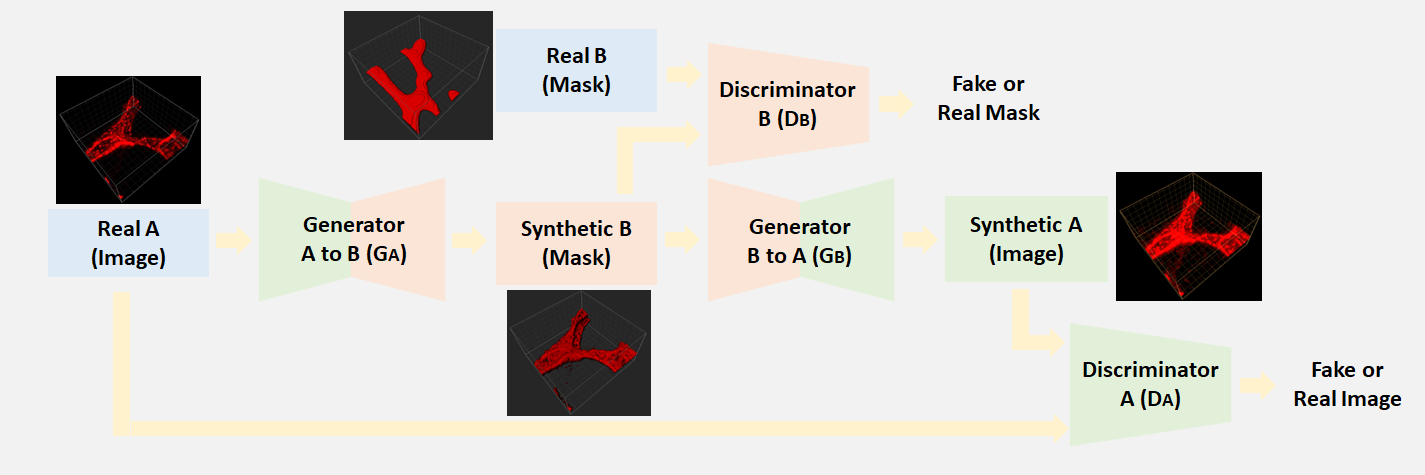 Real B
(Mask)
Discriminator
B (DB)
Fake or
Real Mask
Real A
(Image)
Generator
A to B (GA)
Synthetic B
(Mask)
Generator
B to A (GB)
Synthetic A
(Image)
Discriminator
A (DA)
Fake or
Real Image